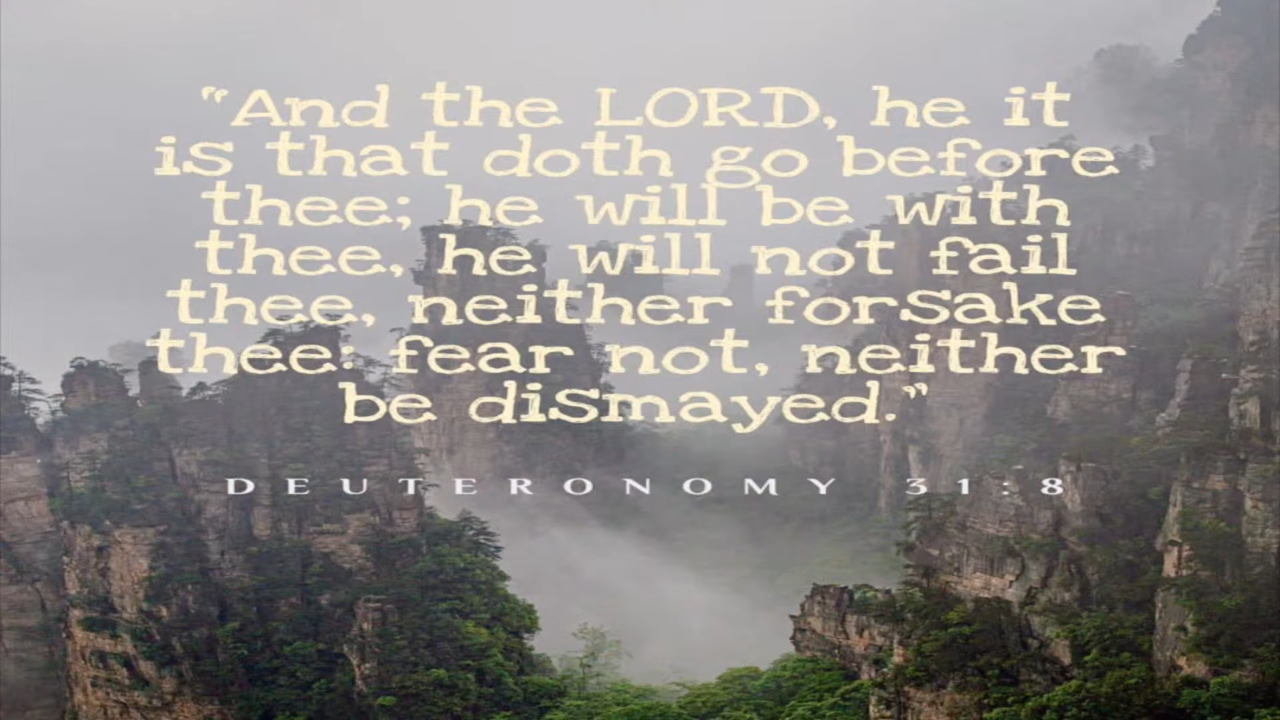 “And the LORD, he it
is that doth go before
thee; he will be with
thee, he will not fail
thee, neither forsake
thee: fear not, neither
be dismayed.”
DEUTERONOMY 31:8